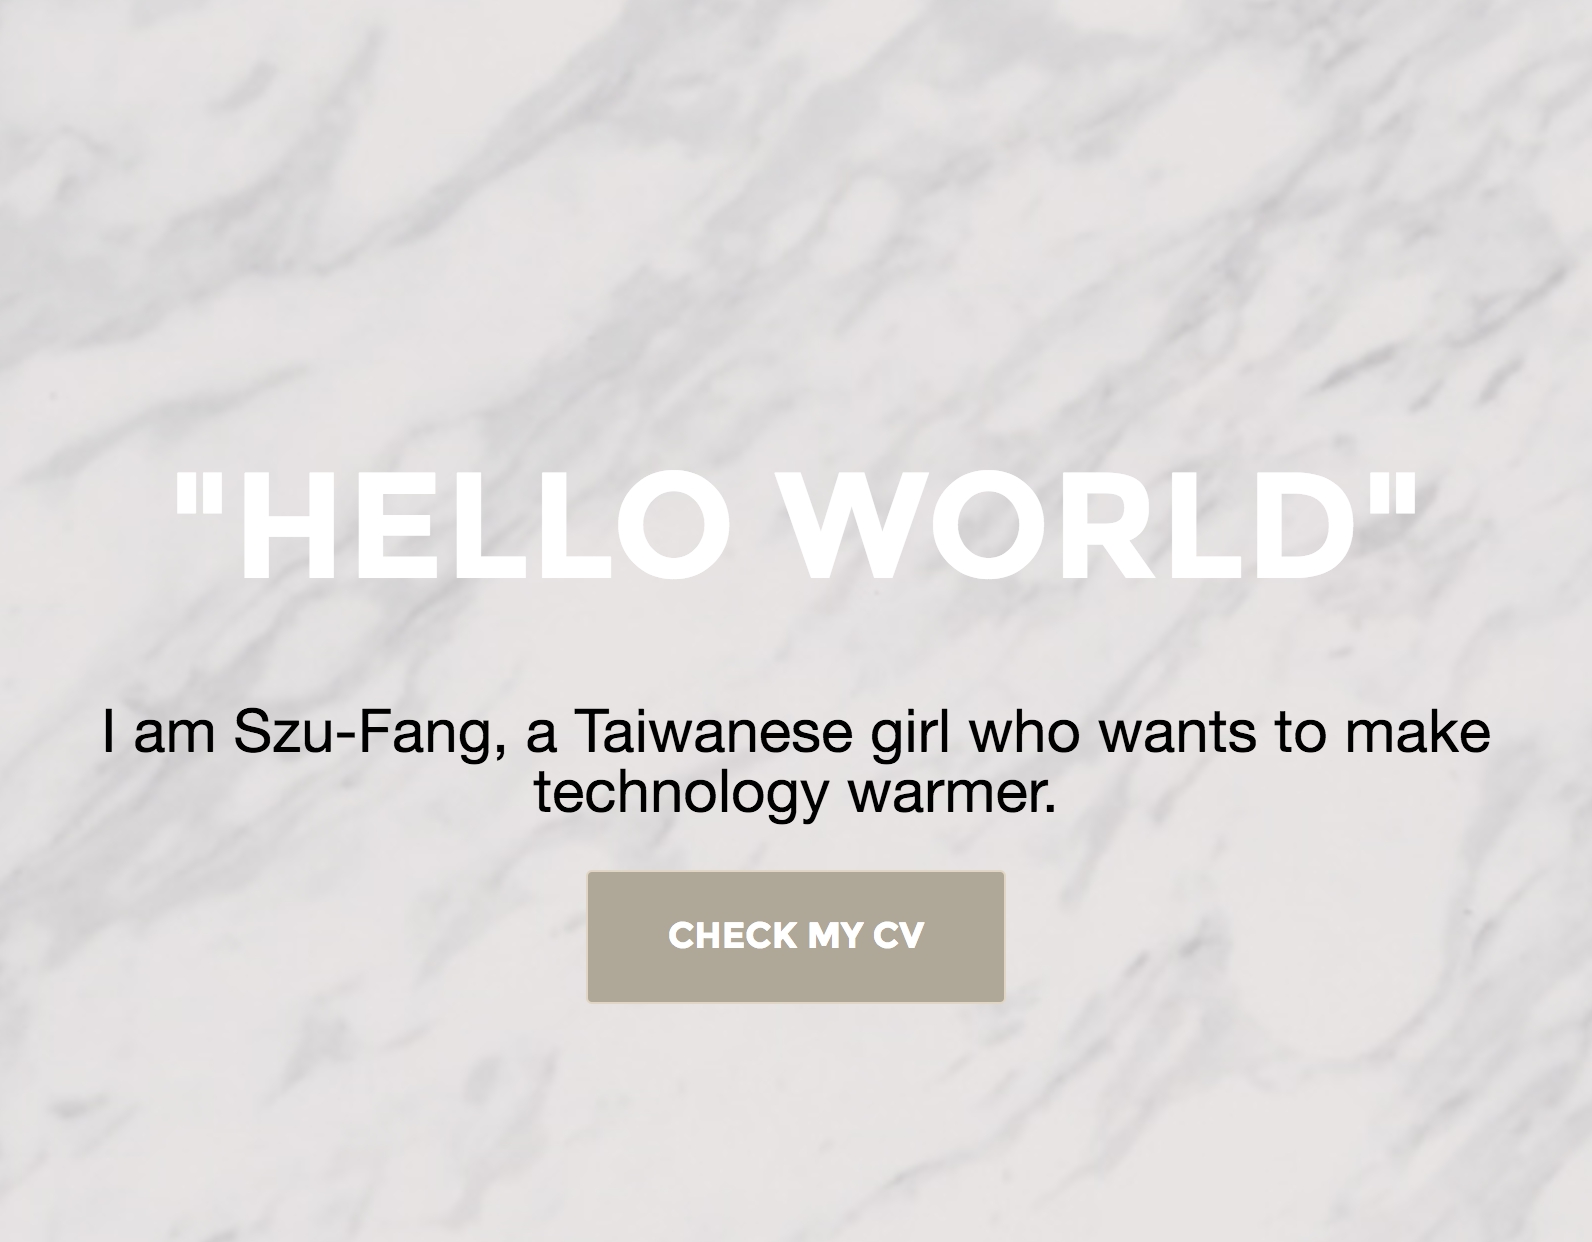 "HELLO WORLD"
I am Szu-Fang, a Taiwanese girl who wants to make
technology warmer.
CHECK MY CV